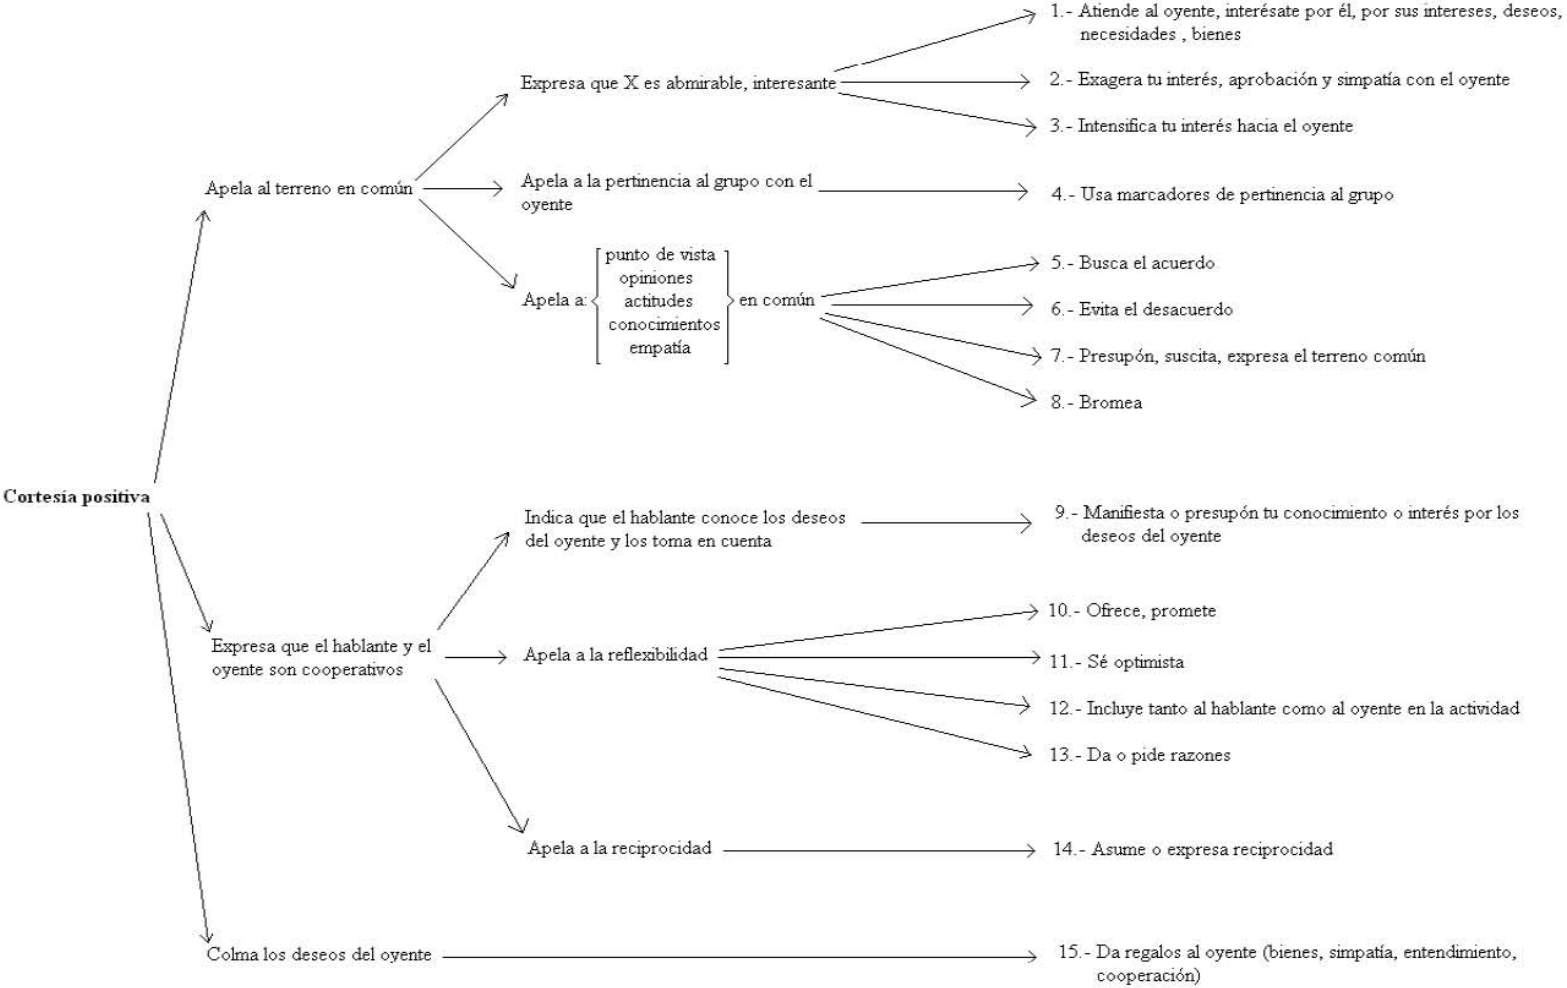 1.- Atiende al oyente, interésate por él, por sus intereses, deseos,
necesidades , bienes
Expresa que X es abmirable, interesante
2.- Exagera tu interés, aprobación y simpatía con el oyente
3.- Intensifica tu interés hacia el oyente
Apela al terreno en común
Apela a la pertinencia al grupo con el
oyente
4.- Usa marcadores de pertinencia al grupo
Apela a:
punto de vista
opiniones
actitudes
conocimientos
empatía
en común
5.- Busca el acuerdo
6.- Evita el desacuerdo
7.- Presupón, suscita, expresa el terreno común
8.- Bromea
Cortesía positiva
Indica que el hablante conoce los deseos
del oyente y los toma en cuenta
9.- Manifiesta o presupón tu conocimiento o interés por los
deseos del oyente
Expresa que el hablante y el
oyente son cooperativos
Apela a la reflexibilidad
10.- Ofrece, promete
11.- Sé optimista
12.- Incluye tanto al hablante como al oyente en la actividad
13.- Da o pide razones
Apela a la reciprocidad
14.- Asume o expresa reciprocidad
Colma los deseos del oyente
15.- Da regalos al oyente (bienes, simpatía, entendimiento,
cooperación)